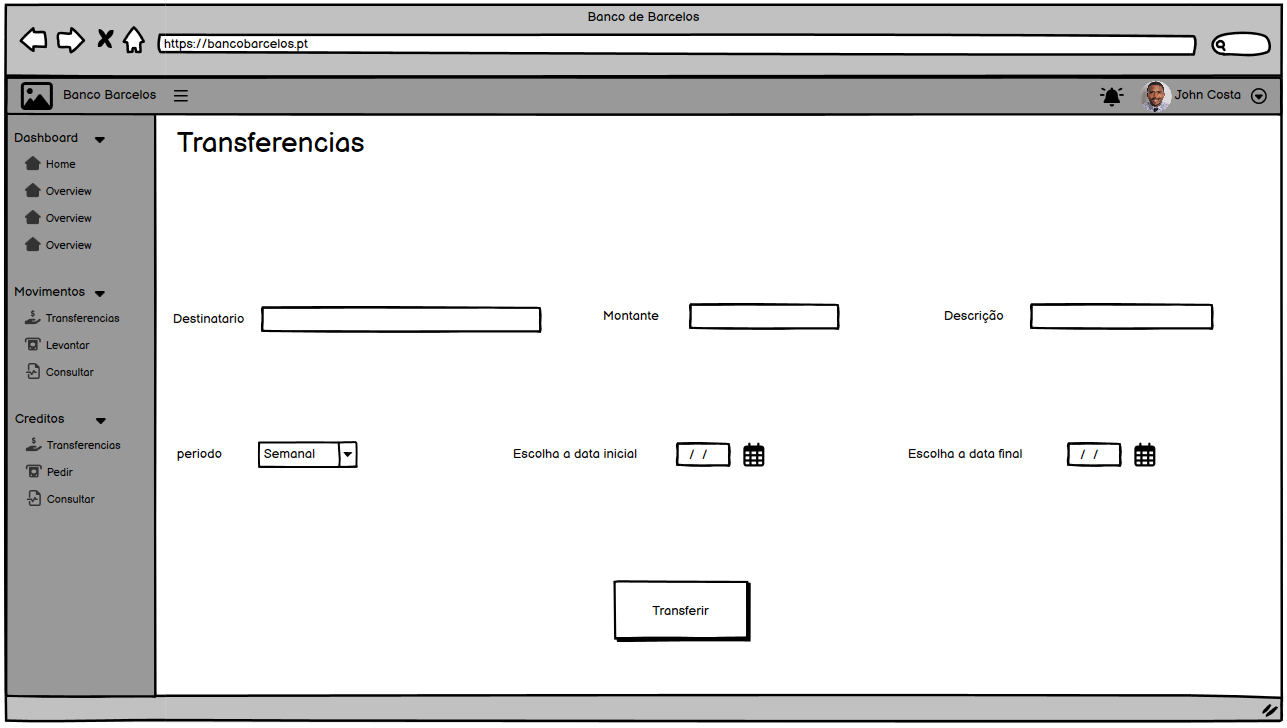 Banco de Barcelos
https://bancobarcelos.pt
Banco Barcelos
John Costa
Dashboard
Home
Overview
Overview
Overview
Movimentos
Transferencias
Levantar
Consultar
Creditos
Transferencias
Pedir
Consultar
Transferencias
Destinatario
Montante
Descrição
periodo
Semanal
Escolha a data inicial
/ /
Escolha a data final
/ /
Transferir